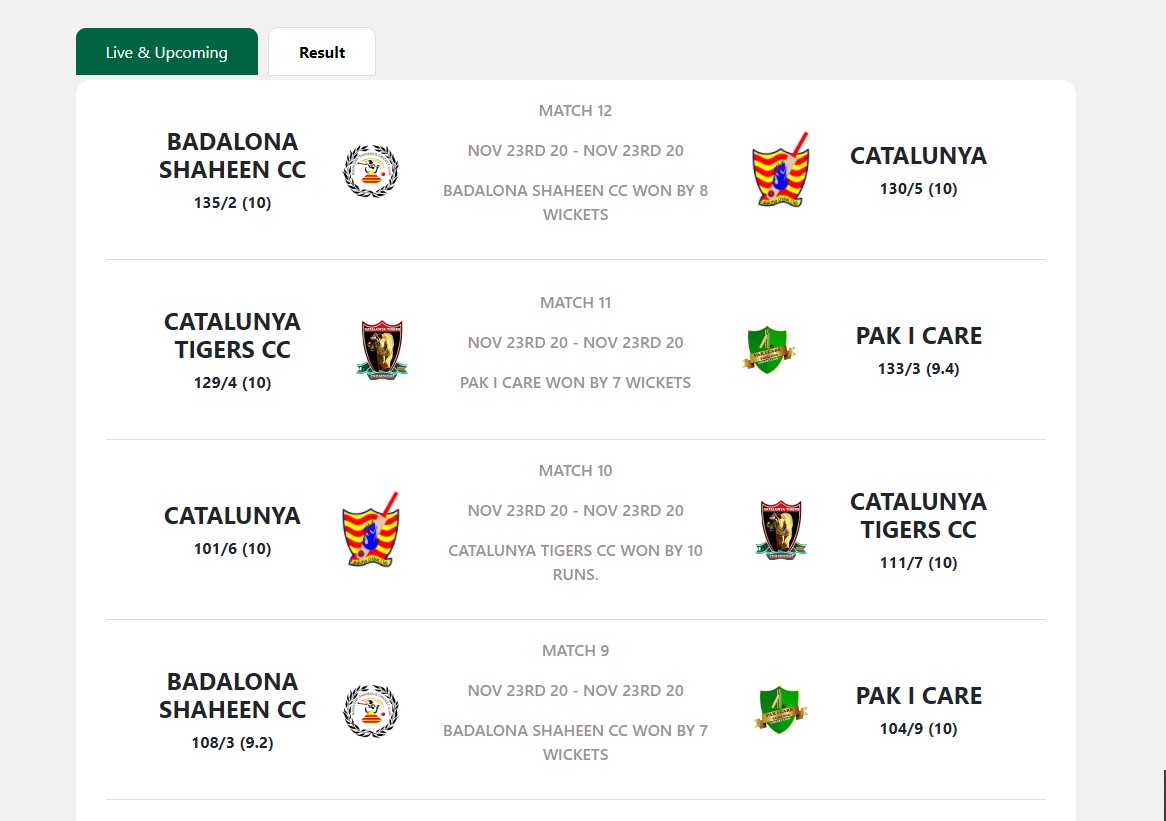 Live & Upcoming
Result
MATCH 12
BADALONA
SHAHEEN CC
135/2 (10)
NOV 23RD 20 - NOV 23RD 20
BADALONA SHAHEEN CC WON BY 8
WICKETS
CATALUNYA
130/5 (10)
MATCH 11
CATALUNYA
TIGERS CC
129/4 (10)
NOV 23RD 20 - NOV 23RD 20
PAK I CARE WON BY 7 WICKETS
PAK I CARE
PAK I CARE
133/3 (9.4)
MATCH 10
CATALUNYA
101/6 (10)
NOV 23RD 20 - NOV 23RD 20
CATALUNYA TIGERS CC WON BY 10
RUNS.
CATALUNYA
TIGERS CC
111/7 (10)
MATCH 9
BADALONA
SHAHEEN CC
108/3 (9.2)
NOV 23RD 20 - NOV 23RD 20
BADALONA SHAHEEN CC WON BY 7
WICKETS
PAK I CARE
PAK I CARE
104/9 (10)